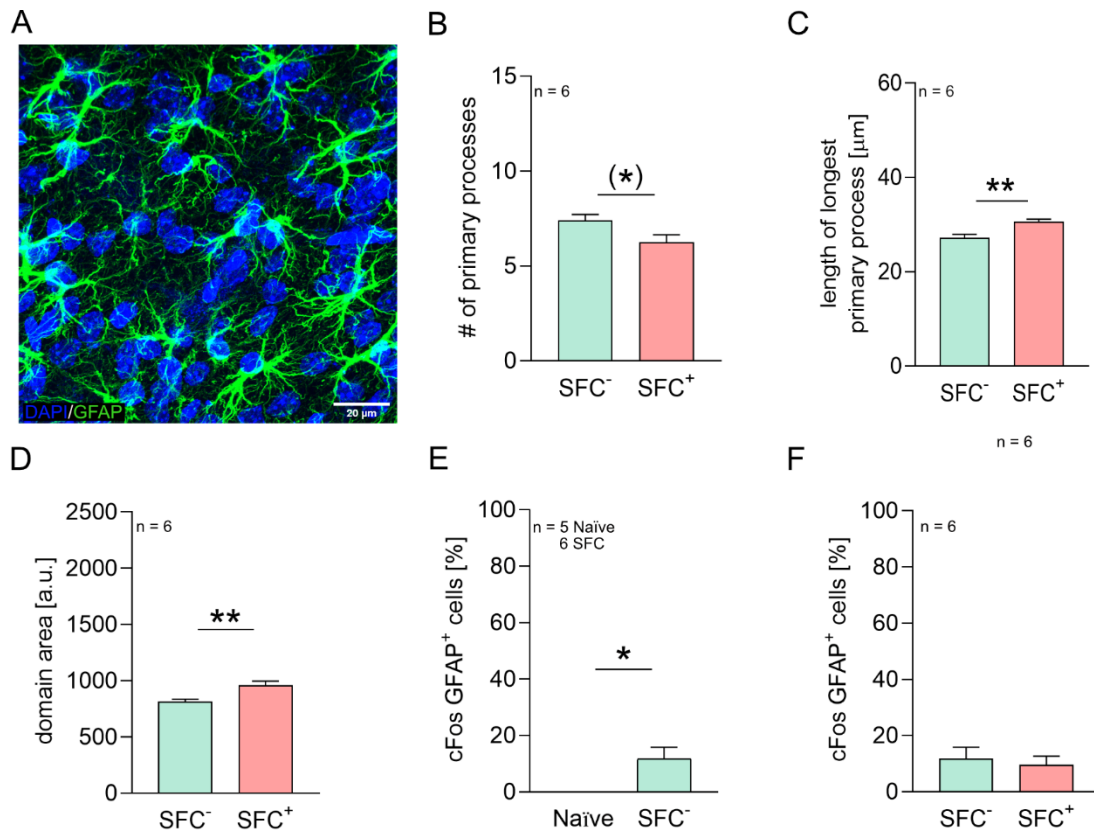 A
DAPI/GFAP
20 µm
B
n = 6
# of primary processes
15
10
5
0
(*)
SFC⁻
SFC⁺
C
n = 6
length of longest
primary process [µm]
60
40
20
0
**
SFC⁻
SFC⁺
n = 6
D
n = 6
domain area [a.u.]
2500
2000
1500
1000
500
0
**
SFC⁻
SFC⁺
E
n = 5 Naïve
6 SFC
cFos GFAP⁺ cells [%]
100
80
60
40
20
0
*
Naïve
SFC⁻
F
n = 6
cFos GFAP⁺ cells [%]
100
80
60
40
20
0
SFC⁻
SFC⁺